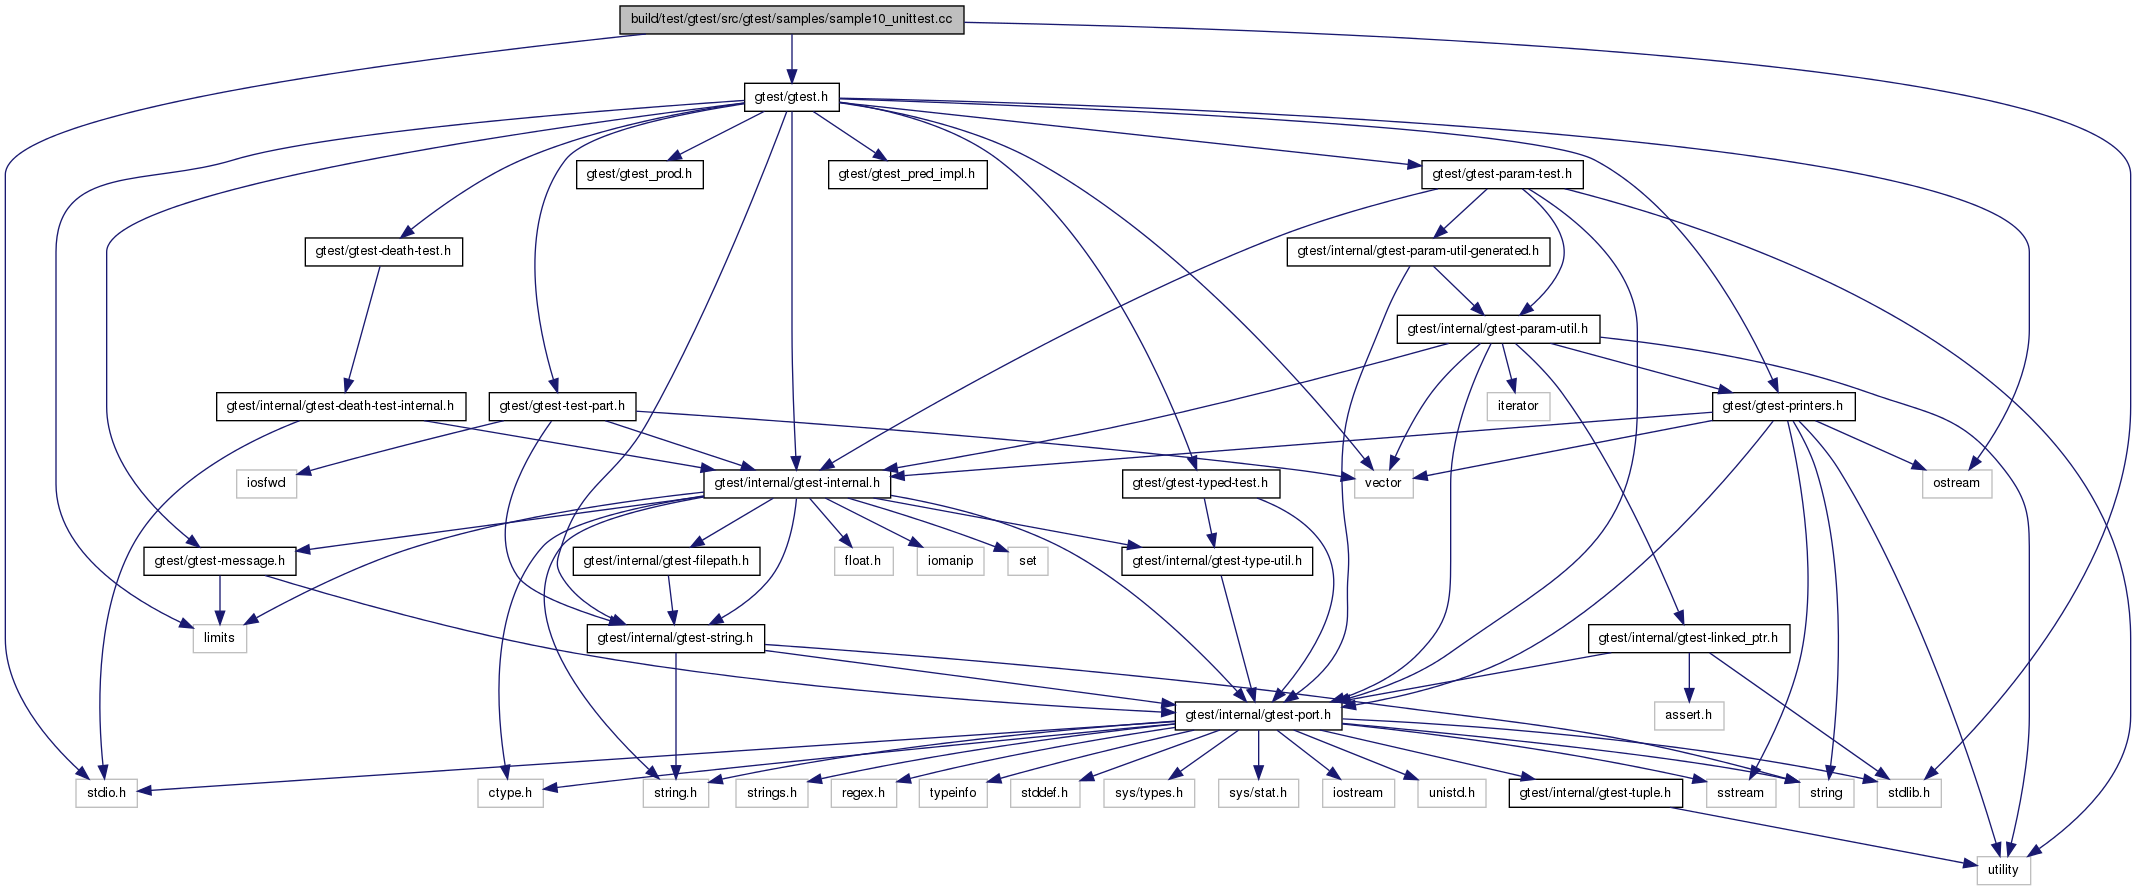 build/test/gtest/src/gtest/samples/sample10_unittest.cc
gtest/gtest.h
gtest/gtest_prod.h
gtest/gtest_pred_impl.h
gtest/gtest-param-test.h
gtest/gtest-death-test.h
gtest/internal/gtest-param-util-generated.h
gtest/internal/gtest-param-util.h
gtest/internal/gtest-death-test-internal.h
gtest/gtest-test-part.h
iterator
gtest/gtest-printers.h
iosfwd
gtest/internal/gtest-internal.h
gtest/gtest-typed-test.h
vector
ostream
gtest/gtest-message.h
gtest/internal/gtest-filepath.h
float.h
iomanip
set
gtest/internal/gtest-type-util.h
limits
gtest/internal/gtest-string.h
gtest/internal/gtest-linked_ptr.h
gtest/internal/gtest-port.h
assert.h
stdio.h
ctype.h
string.h
strings.h
regex.h
typeinfo
stddef.h
sys/types.h
sys/stat.h
iostream
unistd.h
gtest/internal/gtest-tuple.h
sstream
string
stdlib.h
utility